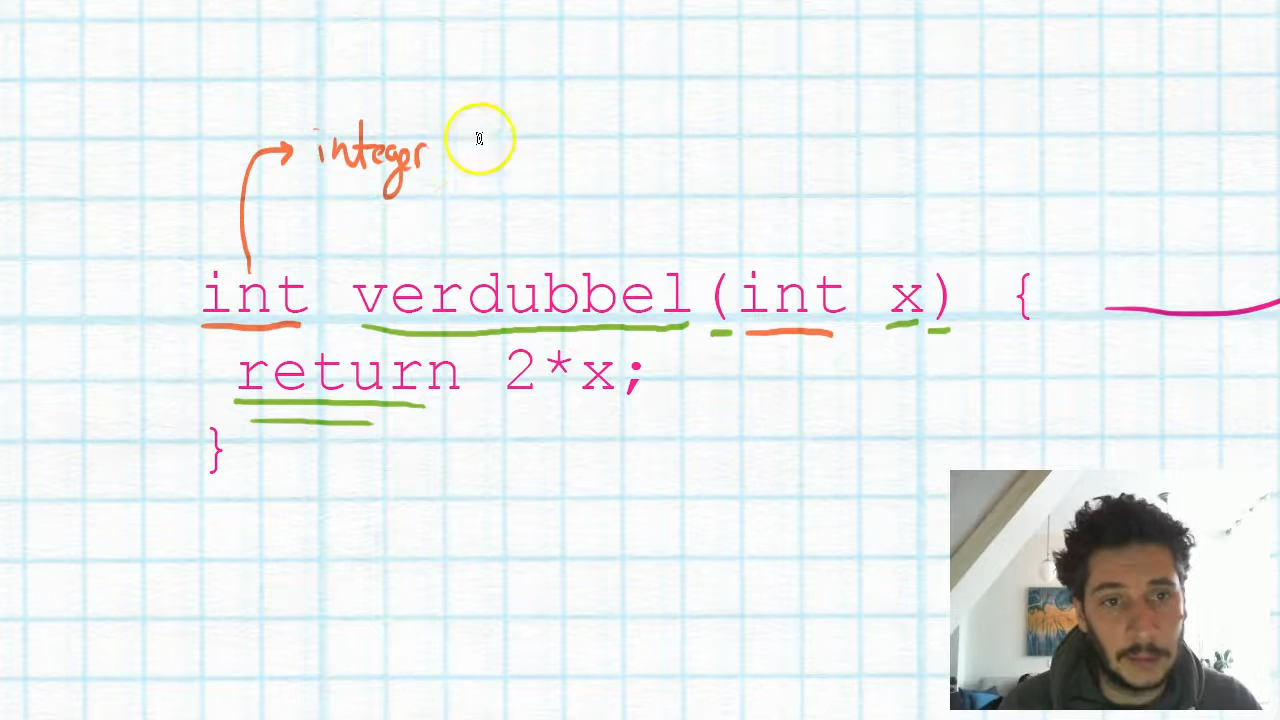 integer
int verdubbel(int x) {
return 2*x;
}